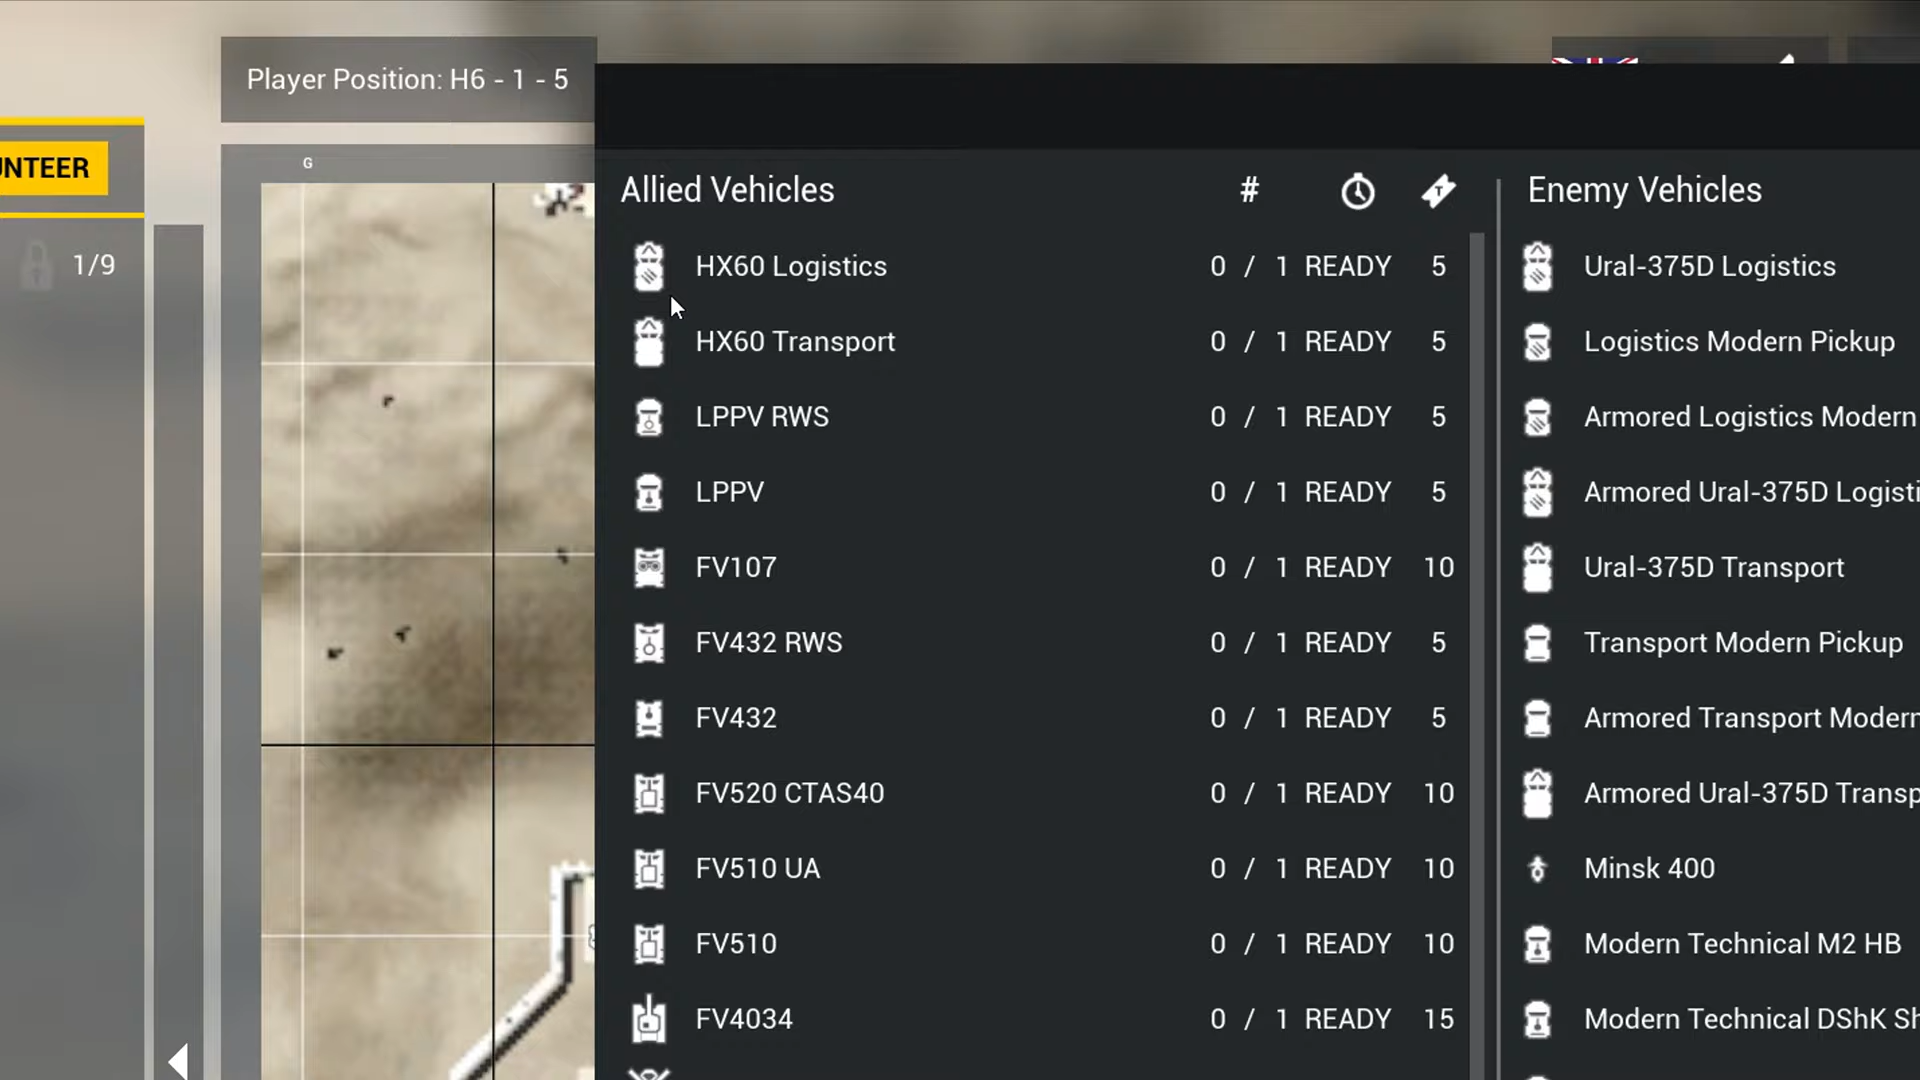 Player Position: H6 - 1 - 5
UNTEER
1/9
G
Allied Vehicles #
HX60 Logistics 0 / 1 READY 5
HX60 Transport 0 / 1 READY 5
LPPV RWS 0 / 1 READY 5
LPPV 0 / 1 READY 5
FV107 0 / 1 READY 10
FV432 RWS 0 / 1 READY 5
FV432 0 / 1 READY 5
FV520 CTAS40 0 / 1 READY 10
FV510 UA 0 / 1 READY 10
FV510 0 / 1 READY 10
FV4034 0 / 1 READY 15
Enemy Vehicles
Ural-375D Logistics
Logistics Modern Pickup
Armored Logistics Modern
Armored Ural-375D Logisti
Ural-375D Transport
Transport Modern Pickup
Armored Transport Modern
Armored Ural-375D Transp
Minsk 400
Modern Technical M2 HB
Modern Technical DShK Sh